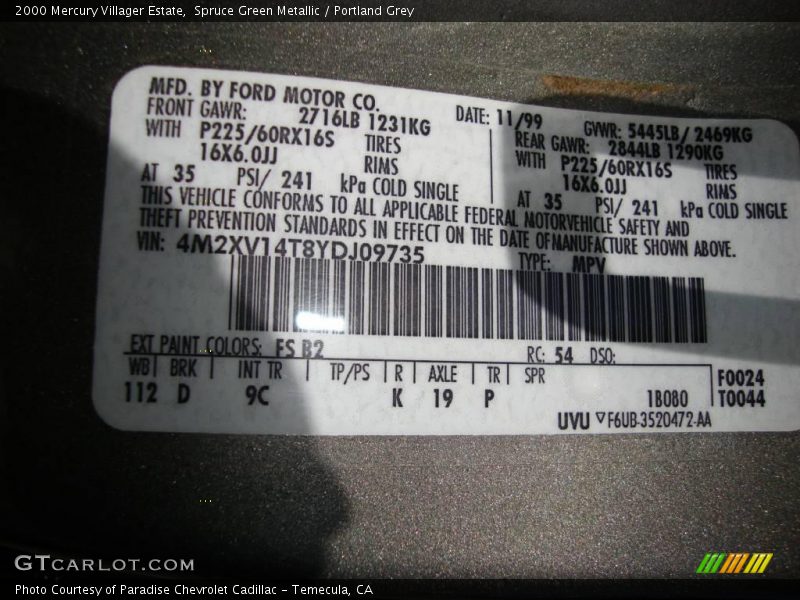 2000 Mercury Villager Estate, Spruce Green Metallic / Portland Grey
MFD. BY FORD MOTOR CO.
DATE: 11/99 GVWR: 5445LB/ 2469KG
FRONT GAWR: 2716LB 1231KG
REAR GAWR: 2844LB 1290KG
WITH P225/60RX16S TIRES
WITH P225/60RX16S TIRES
16X6.0JJ RIMS
16X6.0JJ RIMS
AT 35 PSI/ 241 kPa COLD SINGLE
AT 35 PSI/ 241 kPa COLD SINGLE
THIS VEHICLE CONFORMS TO ALL APPLICABLE FEDERAL MOTORVEHICLE SAFETY AND
THEFT PREVENTION STANDARDS IN EFFECT ON THE DATE OF MANUFACTURE SHOWN ABOVE.
VIN: 4M2XV14T8YDJ09735
TYPE: MPV
EXT PAINT COLORS: FS B2 RC: 54 DSO:
WB BRK INT TR TP/PS R AXLE TR SPR F0024
112 D 9C K 19 P 1B080 T0044
UVU F6UB-3520472-AA
GTCARLOT.COM
Photo Courtesy of Paradise Chevrolet Cadillac - Temecula, CA